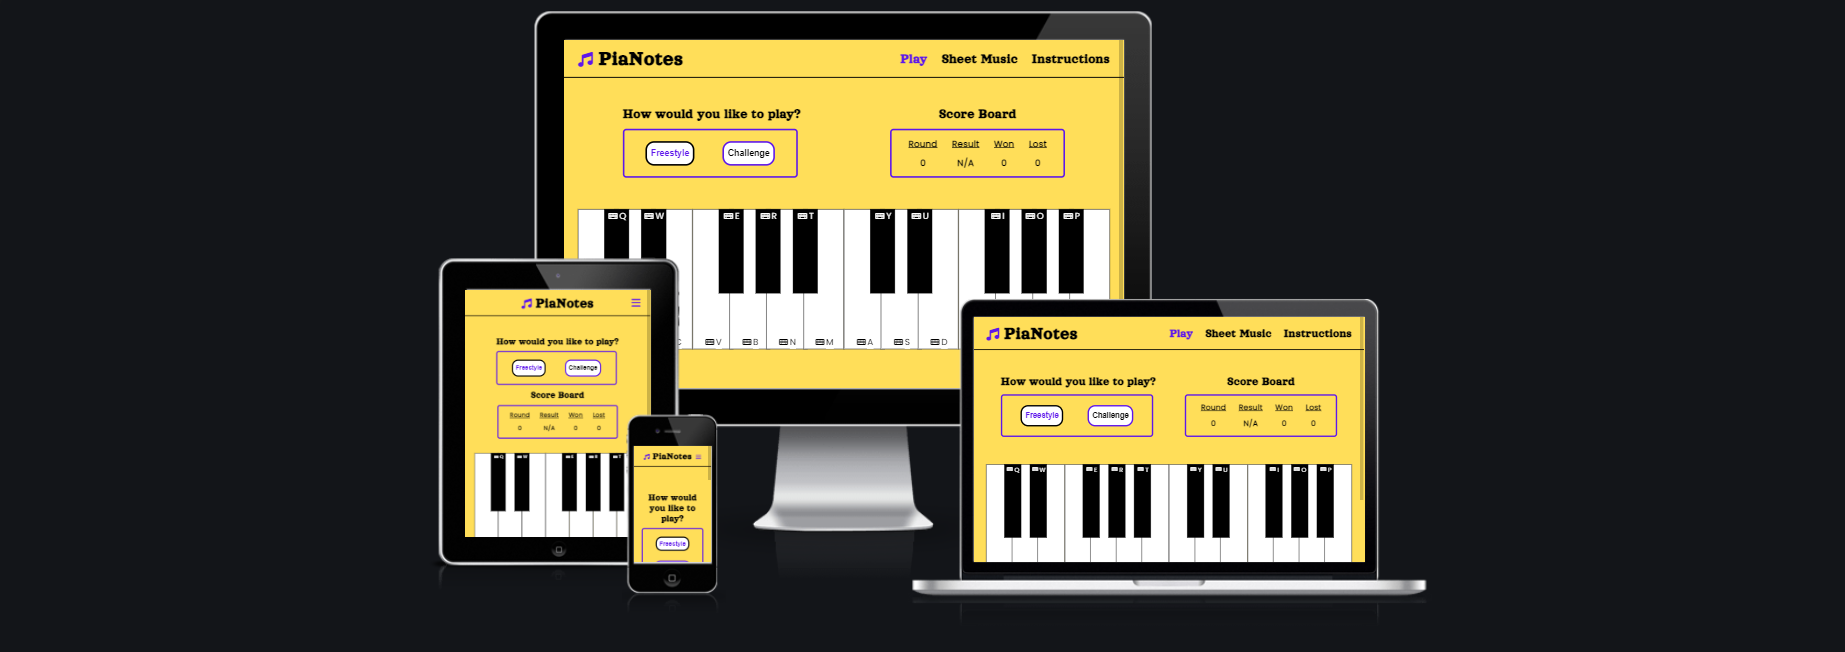 PiaNotes
Play Sheet Music Instructions
How would you like to play?
Freestyle Challenge
Score Board
Round Result Won Lost
0 N/A 0 0
Q W E R T Y U I O P
C V B N M A S D
PiaNotes
How would you like to play?
Freestyle Challenge
Score Board
Round Result Won Lost
0 N/A 0 0
Q W E R T
PiaNotes
How would
you like to
play?
Freestyle
PiaNotes
Play Sheet Music Instructions
How would you like to play?
Freestyle Challenge
Score Board
Round Result Won Lost
0 N/A 0 0
Q W E R T Y U I O P